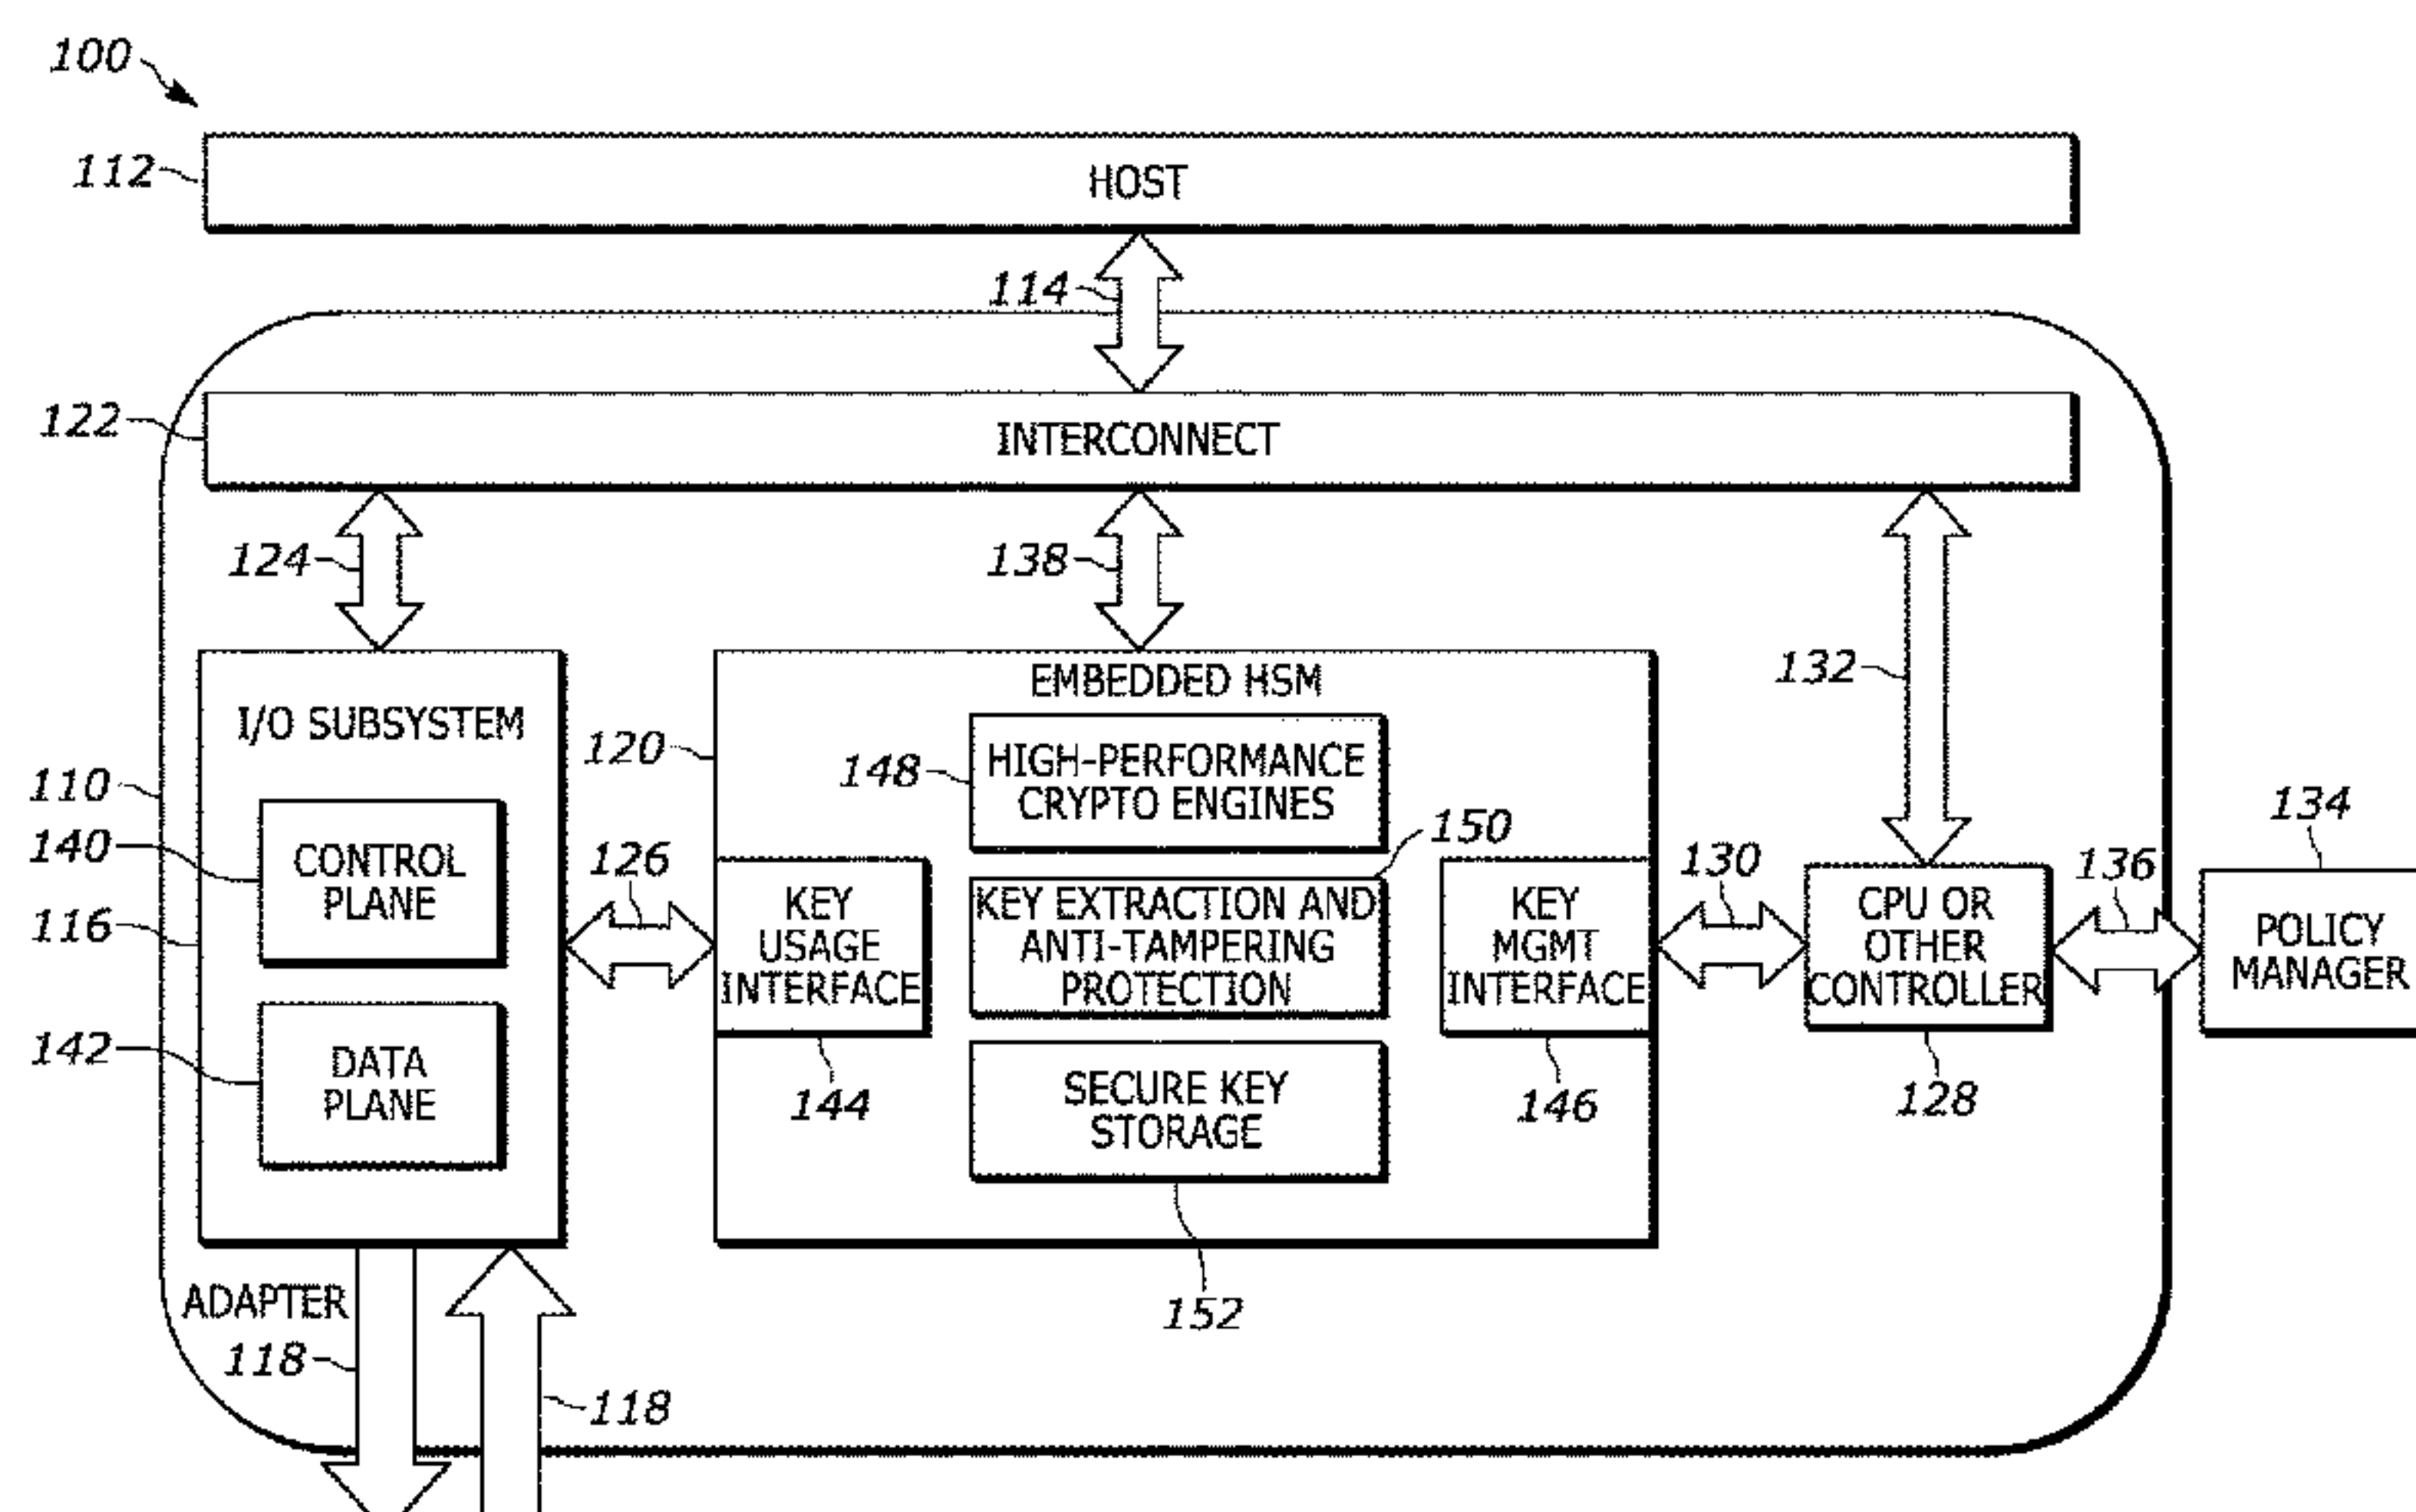 100
112
HOST
114
122
INTERCONNECT
124
138
132
EMBEDDED HSM
I/O SUBSYSTEM
120
148
HIGH-PERFORMANCE
CRYPTO ENGINES
110
140
CONTROL
PLANE
126
150
134
116
KEY
USAGE
INTERFACE
KEY EXTRACTION AND
ANTI-TAMPERING
PROTECTION
KEY
MGMT
INTERFACE
130
CPU OR
OTHER
CONTROLLER
136
POLICY
MANAGER
142
DATA
PLANE
144
SECURE KEY
STORAGE
146
128
152
ADAPTER
118
118